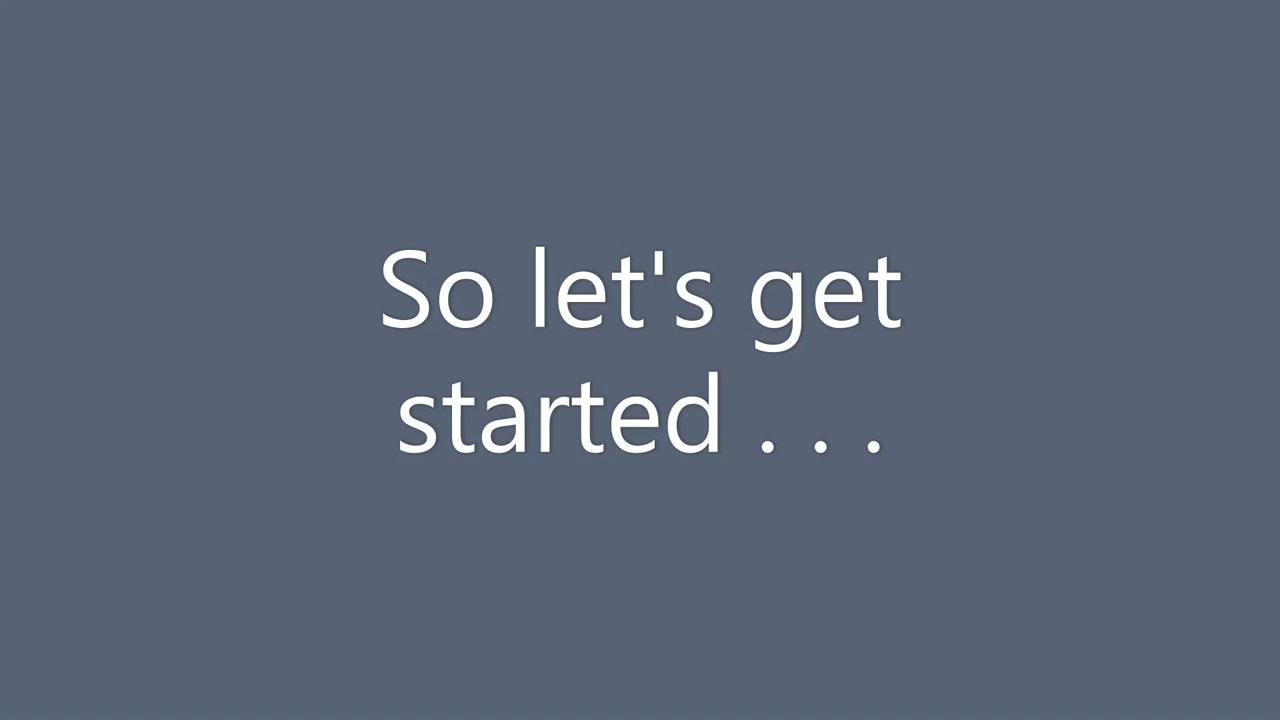 So let's get
started . . .